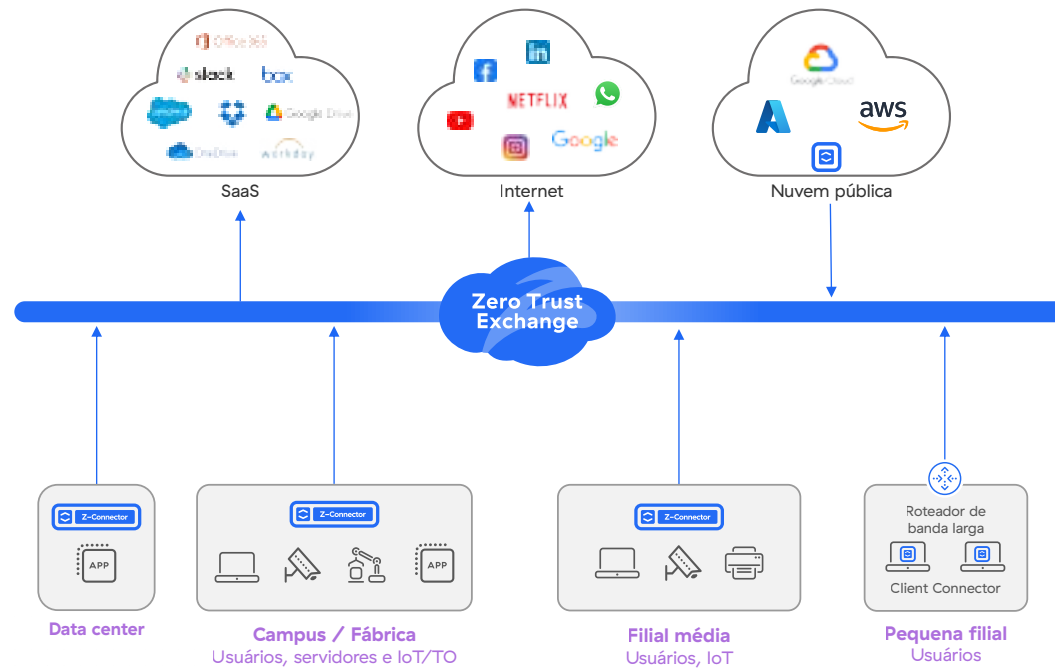 Office 365
slack
box
Google Drive
OneDrive
workday
SaaS
in
NETFLIX
Google
Internet
Google Cloud
aws
Nuvem pública
Zero Trust
Exchange
Z-Connector
APP
Data center
Z-Connector
APP
Campus / Fábrica
Usuários, servidores e IoT/TO
Z-Connector
Filial média
Usuários, IoT
Roteador de
banda larga
Client Connector
Pequena filial
Usuários